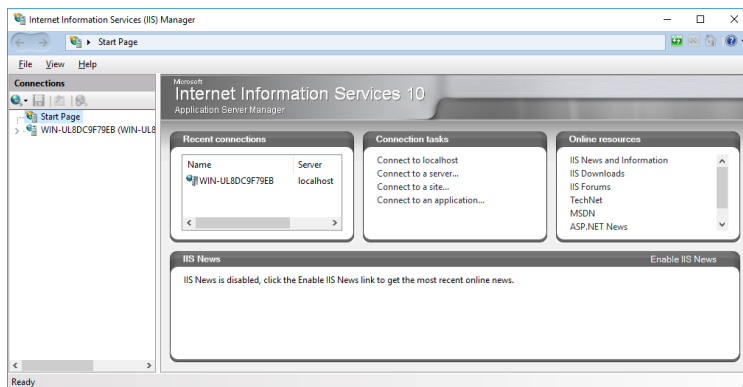 Internet Information Services (IIS) Manager
Start Page
File View Help
Connections
Start Page
WIN-UL8DC9F79EB (WIN-UL8
Microsoft
Internet Information Services 10
Application Server Manager
Recent connections
Name Server
WIN-UL8DC9F79EB localhost
Connection tasks
Connect to localhost
Connect to a server...
Connect to a site...
Connect to an application...
Online resources
IIS News and Information
IIS Downloads
IIS Forums
TechNet
MSDN
ASP.NET News
IIS News Enable IIS News
IIS News is disabled, click the Enable IIS News link to get the most recent online news.
Ready